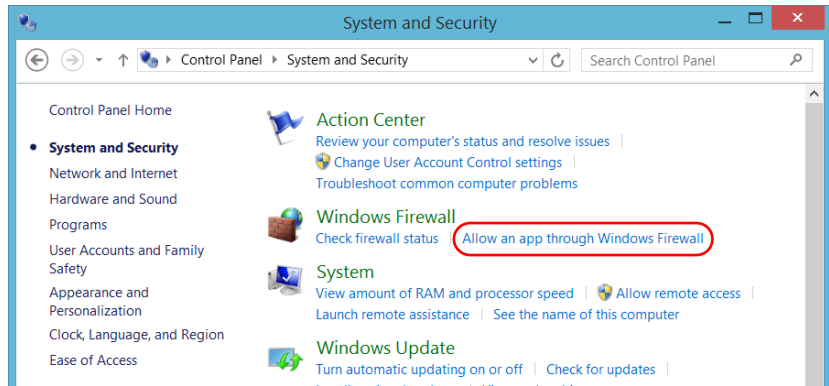 System and Security
Control Panel System and Security
Search Control Panel
Control Panel Home
System and Security
Network and Internet
Hardware and Sound
Programs
User Accounts and Family
Safety
Appearance and
Personalization
Clock, Language, and Region
Ease of Access
Action Center
Review your computer's status and resolve issues
Change User Account Control settings
Troubleshoot common computer problems
Windows Firewall
Check firewall status Allow an app through Windows Firewall
System
View amount of RAM and processor speed Allow remote access
Launch remote assistance See the name of this computer
Windows Update
Turn automatic updating on or off Check for updates